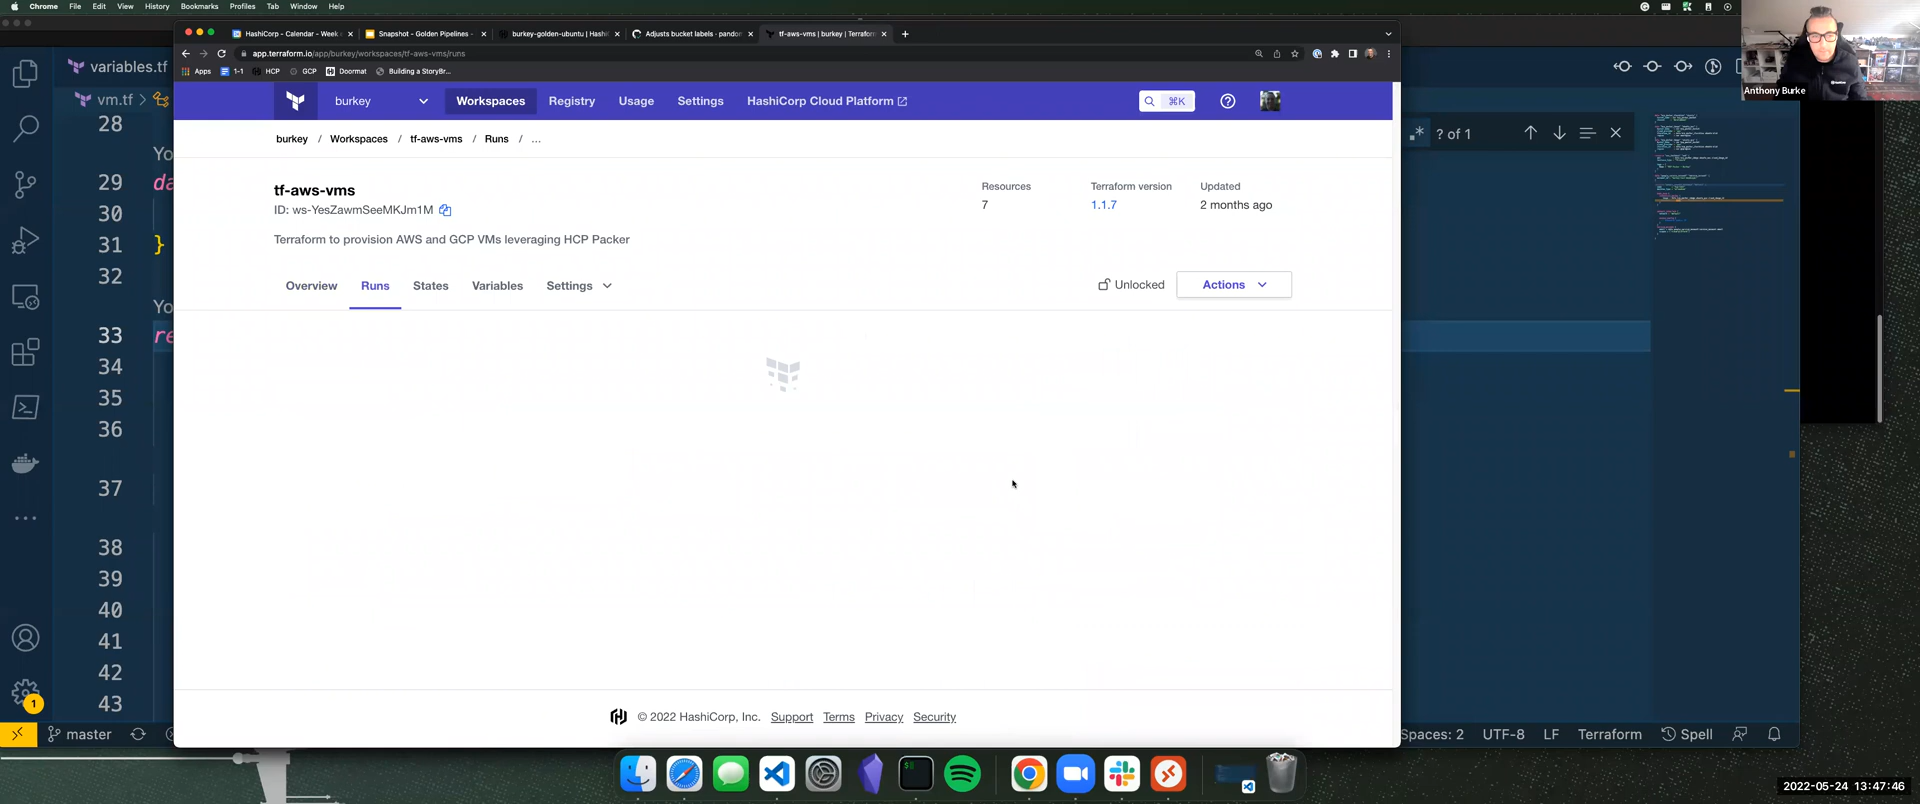 Chrome File Edit View History Bookmarks Profiles Tab Window Help
HashiCorp - Calendar - Week
Snapshot - Golden Pipelines -
burkey-golden-ubuntu | Hashi
Adjusts bucket labels · pandom
tf-aws-vms | burkey | Terraform
app.terraform.io/app/burkey/workspaces/tf-aws-vms/runs
Apps 1-1 HCP GCP Doormat Building a StoryBr...
Anthony Burke
variables.tf
vm.tf
burkey Workspaces Registry Usage Settings HashiCorp Cloud Platform
⌘K
burkey / Workspaces / tf-aws-vms / Runs / ...
? of 1
tf-aws-vms
ID: ws-YesZawmSeeMKJm1M
Terraform to provision AWS and GCP VMs leveraging HCP Packer
Resources
7
Terraform version
1.1.7
Updated
2 months ago
Overview Runs States Variables Settings
Unlocked
Actions
28
Yo
29 da
30
31 }
32
Yo
33 re
34
35
36
37
38
39
40
41
42
43
© 2022 HashiCorp, Inc. Support Terms Privacy Security
1
master
Spaces: 2 UTF-8 LF Terraform Spell
$
2022-05-24 13:47:46